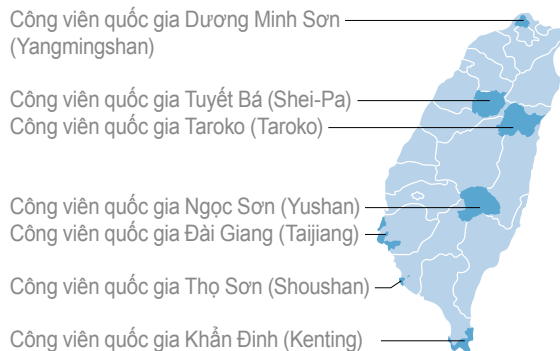 Công viên quốc gia Dương Minh Sơn
(Yangmingshan)
Công viên quốc gia Tuyết Bá (Shei-Pa)
Công viên quốc gia Taroko (Taroko)
Công viên quốc gia Ngọc Sơn (Yushan)
Công viên quốc gia Đài Giang (Taijiang)
Công viên quốc gia Thọ Sơn (Shoushan)
Công viên quốc gia Khẩn Đinh (Kenting)